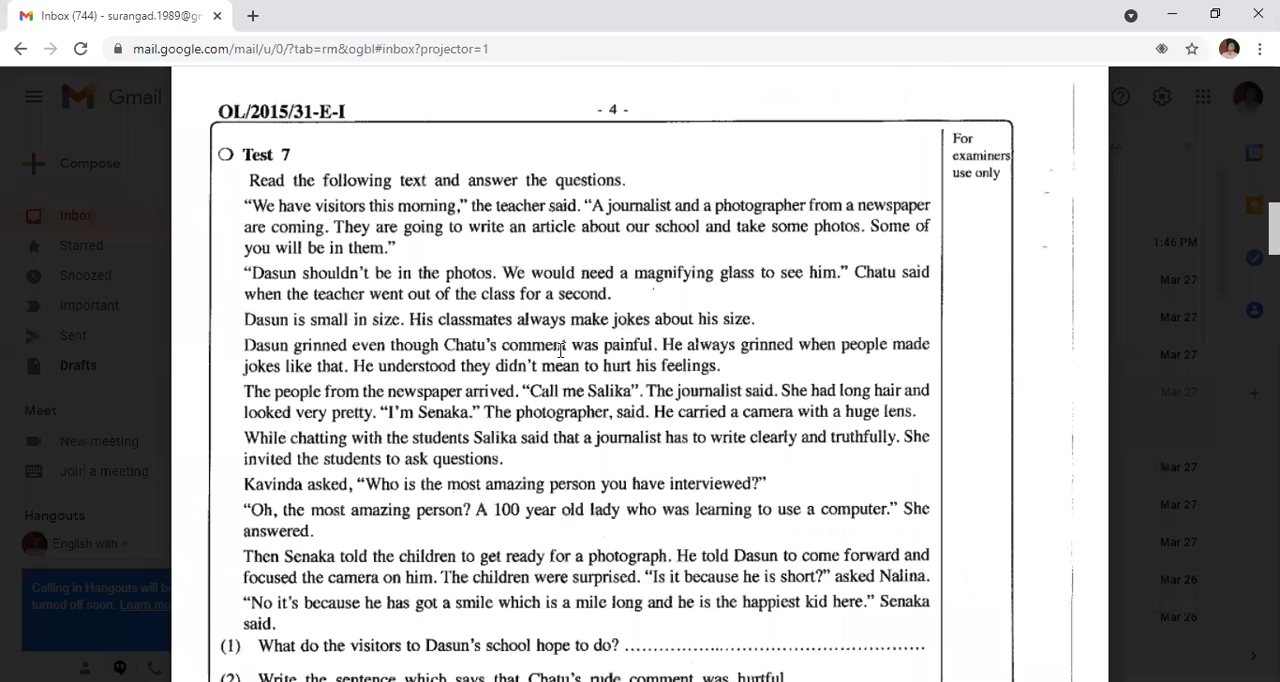 Inbox (744) - surangad.1989@gr
mail.google.com/mail/u/0/?tab=rm&ogbl#inbox?projector=1
Gmail
Compose
Inbox
Starred
Snoozed
Important
Sent
Drafts
Meet
New meeting
Join a meeting
Hangouts
English with
Calling in Hangouts will be
turned off soon. Learn mo
OL/2015/31-E-I
- 4 -
For
examiners
use only
Test 7
Read the following text and answer the questions.
“We have visitors this morning,” the teacher said. “A journalist and a photographer from a newspaper
are coming. They are going to write an article about our school and take some photos. Some of
you will be in them.”
“Dasun shouldn’t be in the photos. We would need a magnifying glass to see him.” Chatu said
when the teacher went out of the class for a second.
Dasun is small in size. His classmates always make jokes about his size.
Dasun grinned even though Chatu’s comment was painful. He always grinned when people made
jokes like that. He understood they didn’t mean to hurt his feelings.
The people from the newspaper arrived. “Call me Salika”. The journalist said. She had long hair and
looked very pretty. “I’m Senaka.” The photographer, said. He carried a camera with a huge lens.
While chatting with the students Salika said that a journalist has to write clearly and truthfully. She
invited the students to ask questions.
Kavinda asked, “Who is the most amazing person you have interviewed?”
“Oh, the most amazing person? A 100 year old lady who was learning to use a computer.” She
answered.
Then Senaka told the children to get ready for a photograph. He told Dasun to come forward and
focused the camera on him. The children were surprised. “Is it because he is short?” asked Nalina.
“No it’s because he has got a smile which is a mile long and he is the happiest kid here.” Senaka
said.
(1) What do the visitors to Dasun’s school hope to do? ..................................................
(2) Write the sentence which says that Chatu’s rude comment was hurtful
1:46 PM
Mar 27
Mar 27
Mar 27
Mar 27
Mar 27
Mar 27
Mar 27
Mar 26
Mar 26